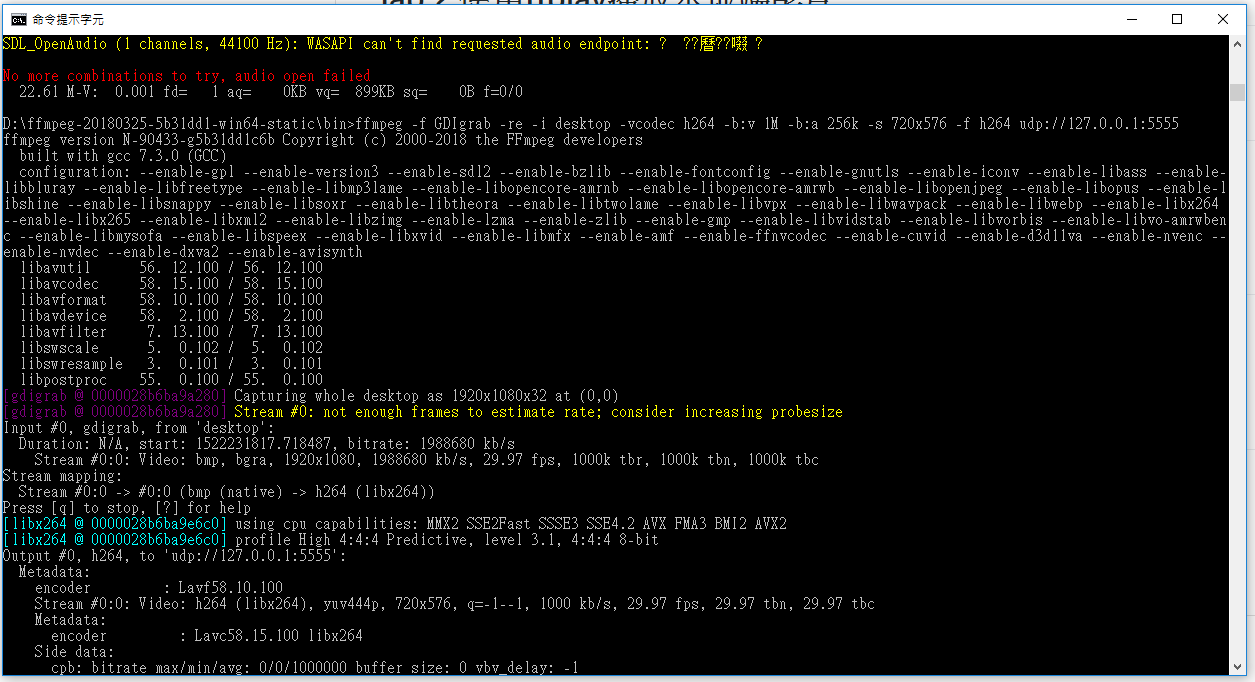 命令提示字元
SDL_OpenAudio (1 channels, 44100 Hz): WASAPI can't find requested audio endpoint: ? ??曆??啜 ?
No more combinations to try, audio open failed
22.61 M-V: 0.001 fd= 1 aq= 0KB vq= 899KB sq= 0B f=0/0
D:\ffmpeg-20180325-5b31dd1-win64-static\bin>ffmpeg -f GDIgrab -re -i desktop -vcodec h264 -b:v 1M -b:a 256k -s 720x576 -f h264 udp://127.0.0.1:5555
ffmpeg version N-90433-g5b31dd1c6b Copyright (c) 2000-2018 the FFmpeg developers
built with gcc 7.3.0 (GCC)
configuration: --enable-gpl --enable-version3 --enable-sdl2 --enable-bzlib --enable-fontconfig --enable-gnutls --enable-iconv --enable-libass --enable-
libbluray --enable-libfreetype --enable-libmp3lame --enable-libopencore-amrnb --enable-libopencore-amrwb --enable-libopenjpeg --enable-libopus --enable-l
ibshine --enable-libsnappy --enable-libsoxr --enable-libtheora --enable-libtwolame --enable-libvpx --enable-libwavpack --enable-libwebp --enable-libx264
--enable-libx265 --enable-libxml2 --enable-libzimg --enable-lzma --enable-zlib --enable-gmp --enable-libvidstab --enable-libvorbis --enable-libvo-amrwben
c --enable-libmysofa --enable-libspeex --enable-libxvid --enable-libmfx --enable-amf --enable-ffnvcodec --enable-cuvid --enable-d3d11va --enable-nvenc --
enable-nvdec --enable-dxva2 --enable-avisynth
libavutil 56. 12.100 / 56. 12.100
libavcodec 58. 15.100 / 58. 15.100
libavformat 58. 10.100 / 58. 10.100
libavdevice 58. 2.100 / 58. 2.100
libavfilter 7. 13.100 / 7. 13.100
libswscale 5. 0.102 / 5. 0.102
libswresample 3. 0.101 / 3. 0.101
libpostproc 55. 0.100 / 55. 0.100
[gdigrab @ 0000028b6ba9a280] Capturing whole desktop as 1920x1080x32 at (0,0)
[gdigrab @ 0000028b6ba9a280] Stream #0: not enough frames to estimate rate; consider increasing probesize
Input #0, gdigrab, from 'desktop':
Duration: N/A, start: 1522231817.718487, bitrate: 1988680 kb/s
Stream #0:0: Video: bmp, bgra, 1920x1080, 1988680 kb/s, 29.97 fps, 1000k tbr, 1000k tbn, 1000k tbc
Stream mapping:
Stream #0:0 -> #0:0 (bmp (native) -> h264 (libx264))
Press [q] to stop, [?] for help
[libx264 @ 0000028b6ba9e6c0] using cpu capabilities: MMX2 SSE2Fast SSSE3 SSE4.2 AVX FMA3 BMI2 AVX2
[libx264 @ 0000028b6ba9e6c0] profile High 4:4:4 Predictive, level 3.1, 4:4:4 8-bit
Output #0, h264, to 'udp://127.0.0.1:5555':
Metadata:
encoder : Lavf58.10.100
Stream #0:0: Video: h264 (libx264), yuv444p, 720x576, q=-1--1, 1000 kb/s, 29.97 fps, 29.97 tbn, 29.97 tbc
Metadata:
encoder : Lavc58.15.100 libx264
Side data:
cpb: bitrate max/min/avg: 0/0/1000000 buffer size: 0 vbv_delay: -1